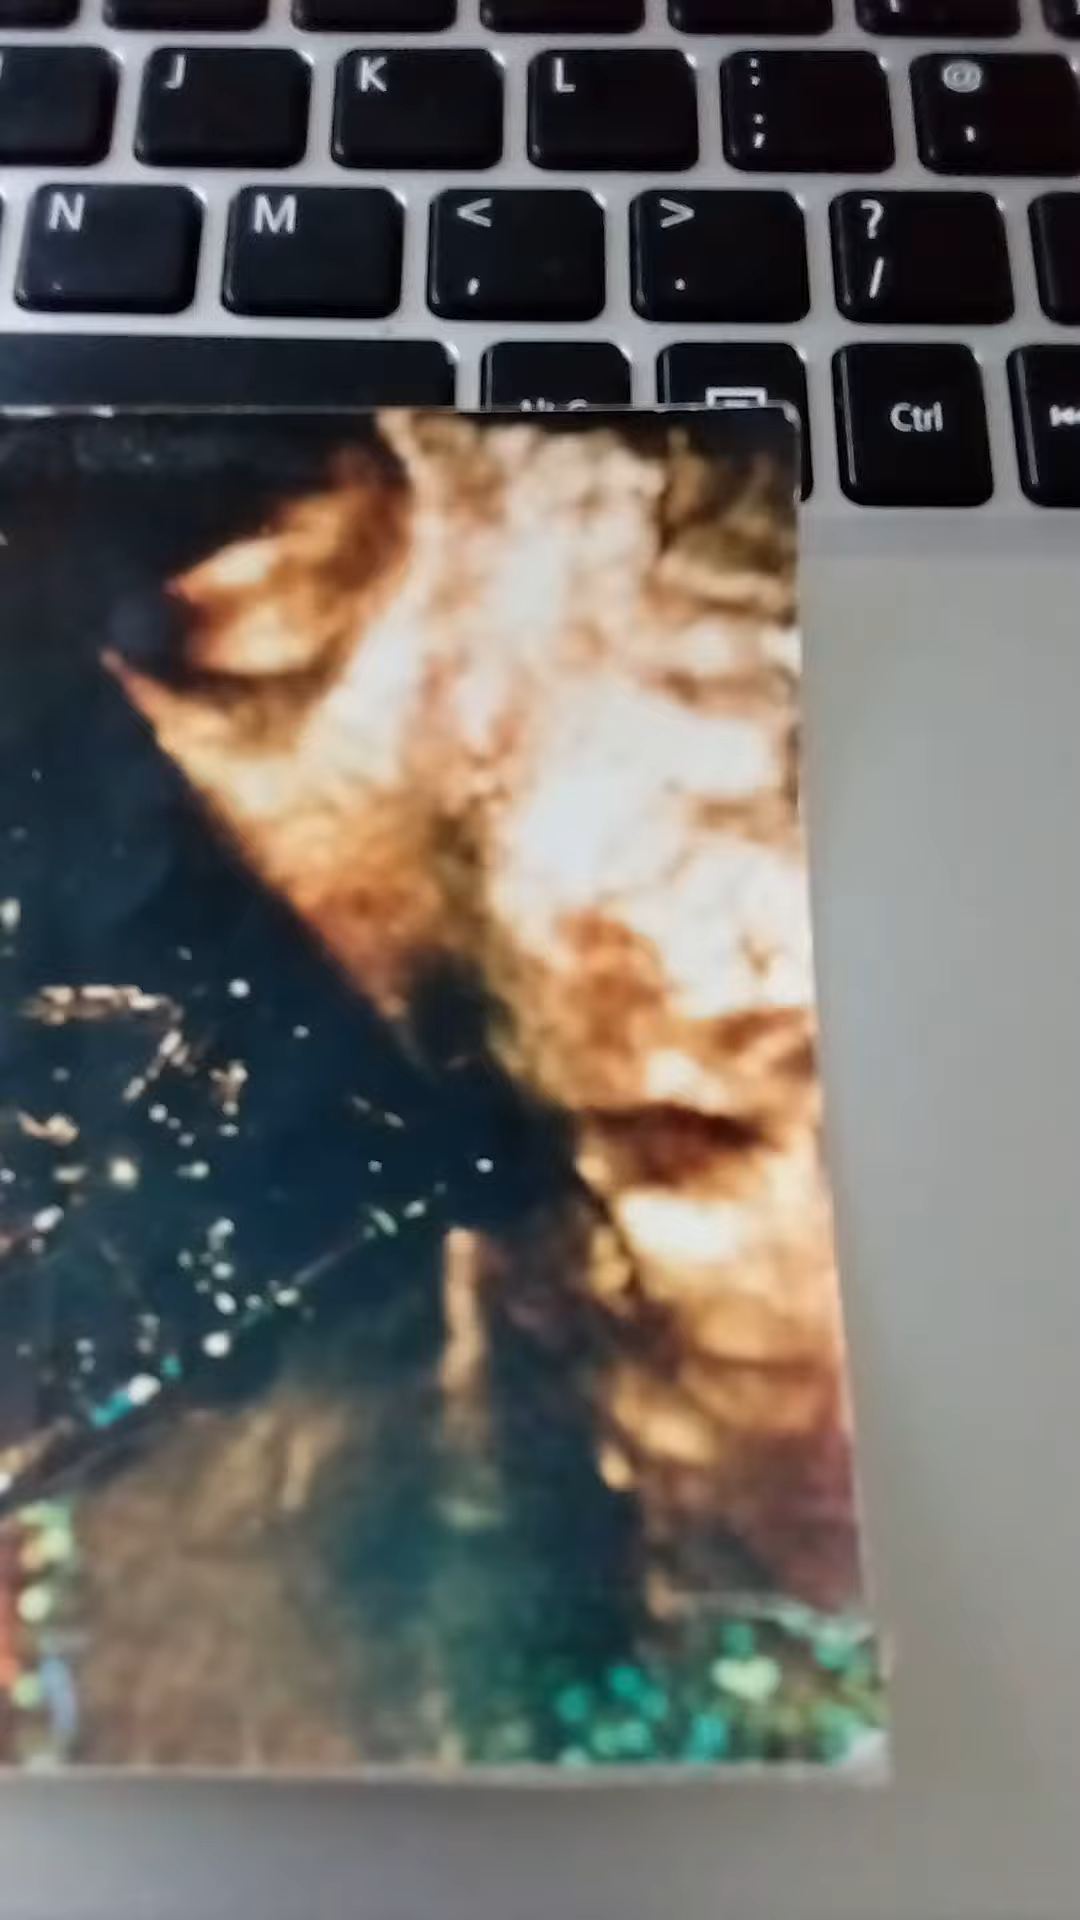 J K L : ;  @ '
N M < , > . ? /
Ctrl